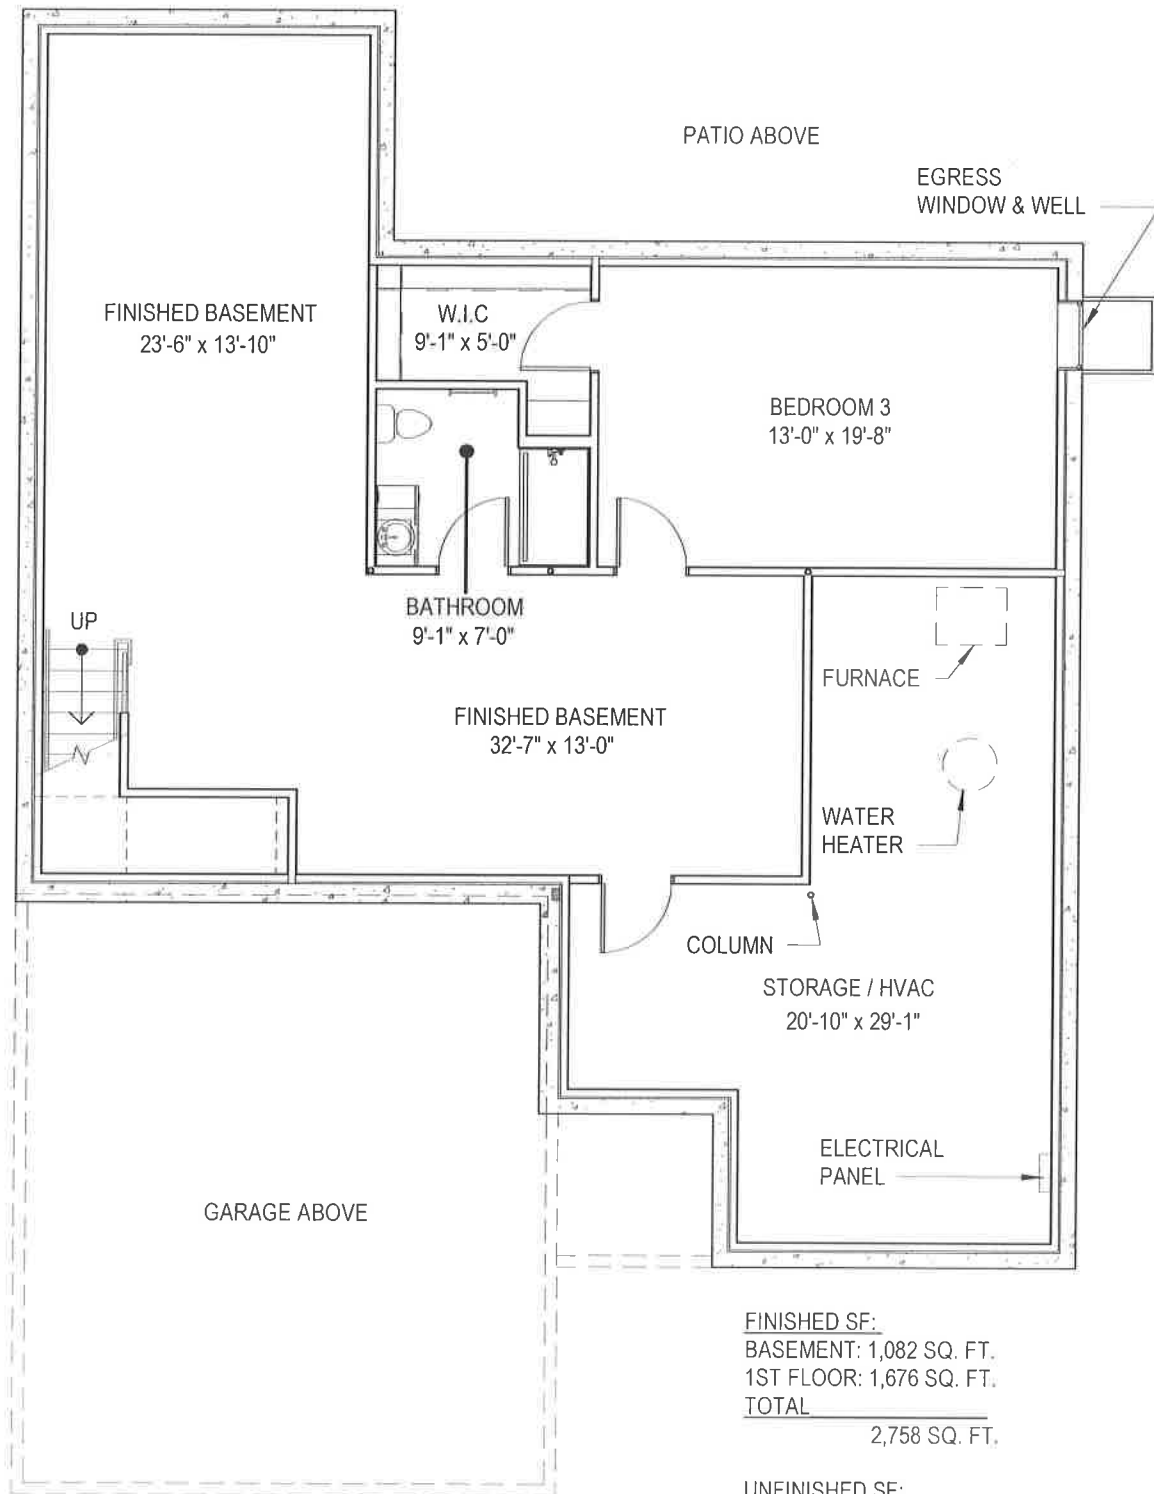 PATIO ABOVE
EGRESS
WINDOW & WELL
FINISHED BASEMENT
23'-6" x 13'-10"
W.I.C
9'-1" x 5'-0"
BEDROOM 3
13'-0" x 19'-8"
BATHROOM
9'-1" x 7'-0"
UP
FURNACE
FINISHED BASEMENT
32'-7" x 13'-0"
WATER
HEATER
COLUMN
STORAGE / HVAC
20'-10" x 29'-1"
ELECTRICAL
PANEL
GARAGE ABOVE
FINISHED SF:
BASEMENT: 1,082 SQ. FT.
1ST FLOOR: 1,676 SQ. FT.
TOTAL
2,758 SQ. FT.
UNFINISHED SF: